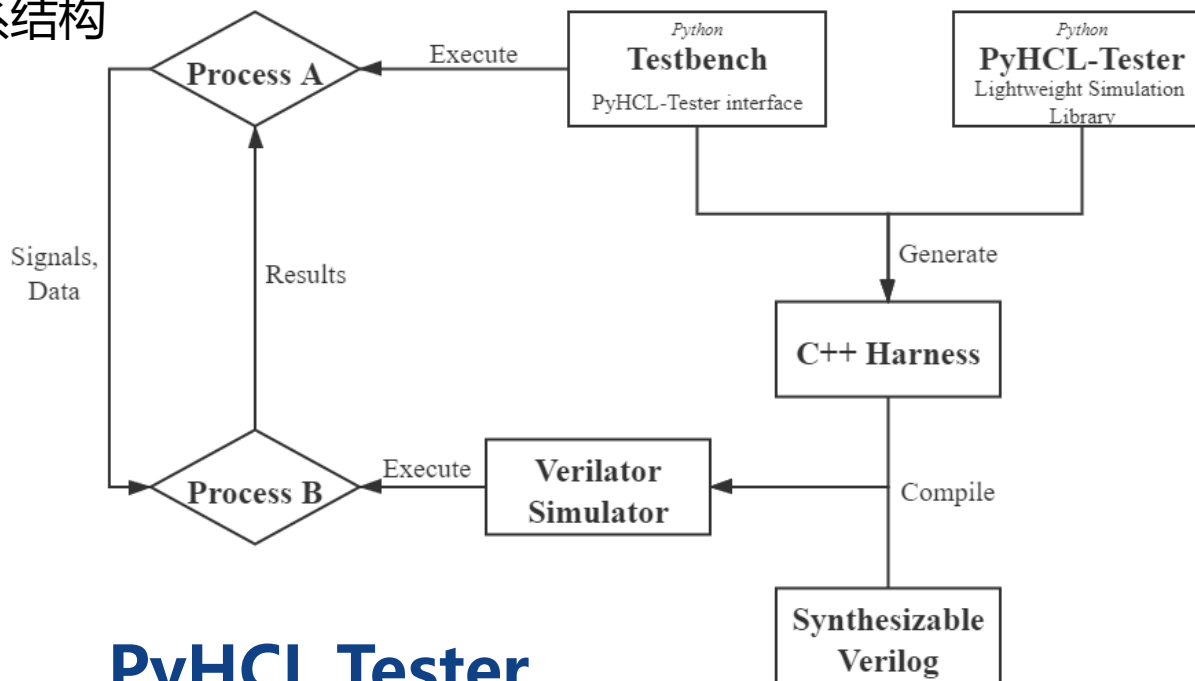 系结构
Process A
Execute
Python
Testbench
PyHCL-Tester interface
Python
PyHCL-Tester
Lightweight Simulation
Library
Signals,
Data
Results
Generate
C++ Harness
Process B
Execute
Verilator
Simulator
Compile
Synthesizable
Verilog
PyHCL Tester